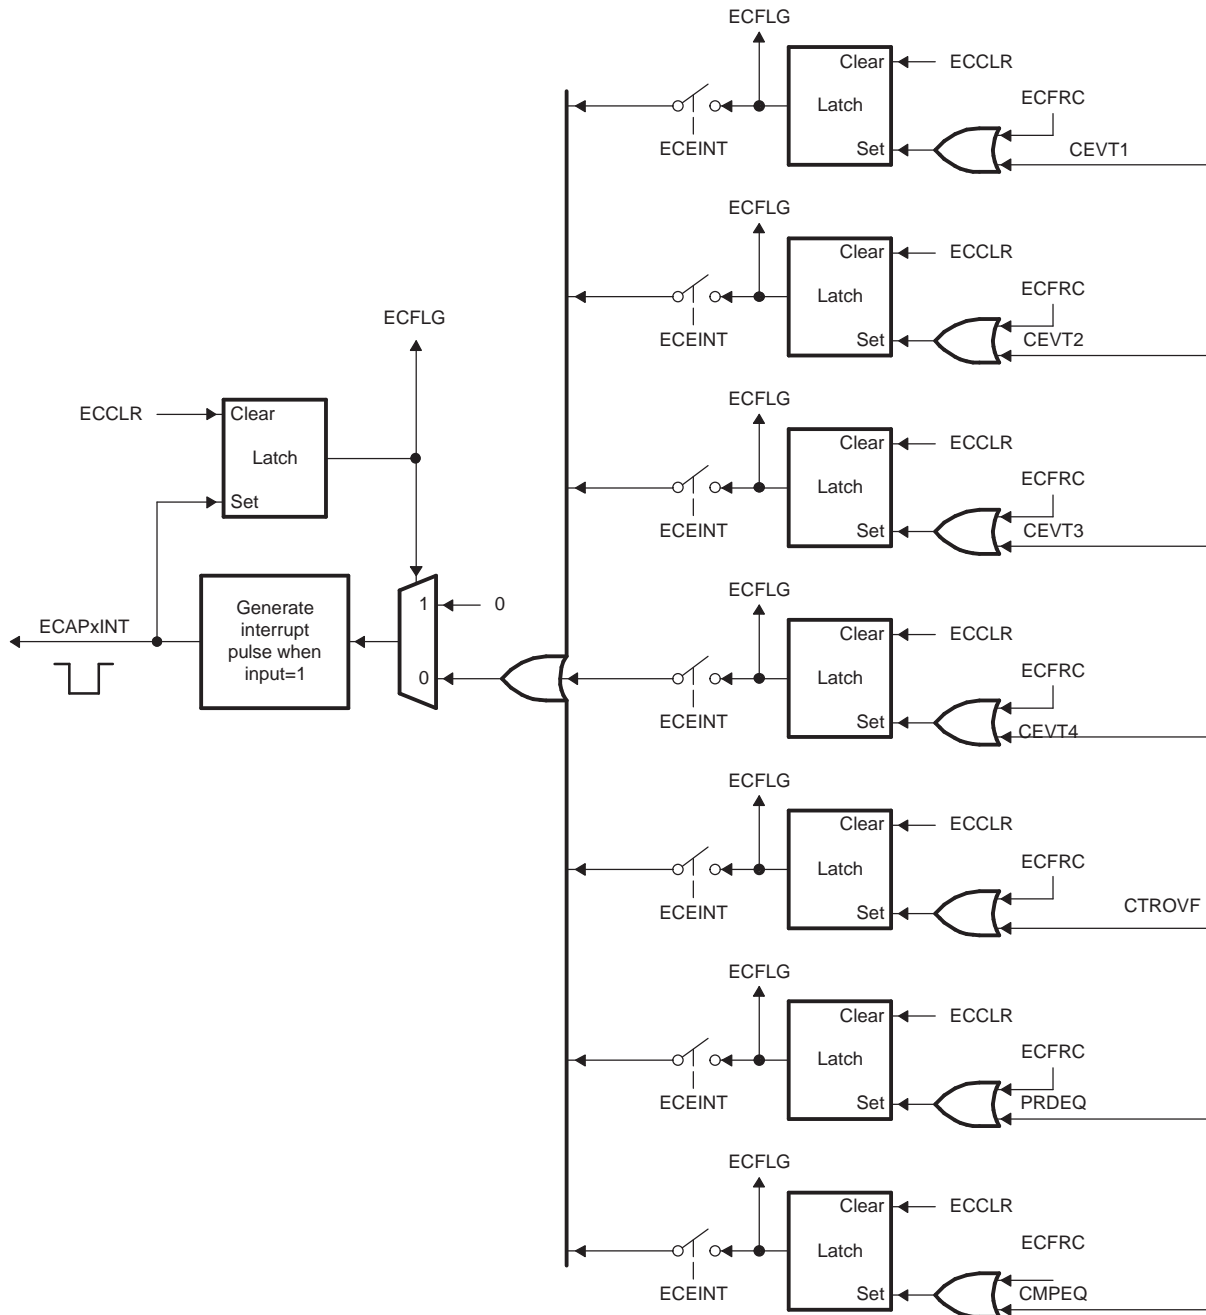 ECFLG
Clear
ECCLR
Latch
ECFRC
ECEINT
Set
CEVT1
ECFLG
Clear
ECCLR
Latch
ECFRC
ECEINT
Set
CEVT2
ECFLG
ECCLR
Clear
Latch
Set
ECFLG
Clear
ECCLR
Latch
ECFRC
ECEINT
Set
CEVT3
ECAPxINT
Generate
interrupt
pulse when
input=1
1
0
0
ECFLG
Clear
ECCLR
Latch
ECFRC
ECEINT
Set
CEVT4
ECFLG
Clear
ECCLR
Latch
ECFRC
ECEINT
Set
CTROVF
ECFLG
Clear
ECCLR
Latch
ECFRC
ECEINT
Set
PRDEQ
ECFLG
Clear
ECCLR
Latch
ECFRC
ECEINT
Set
CMPEQ